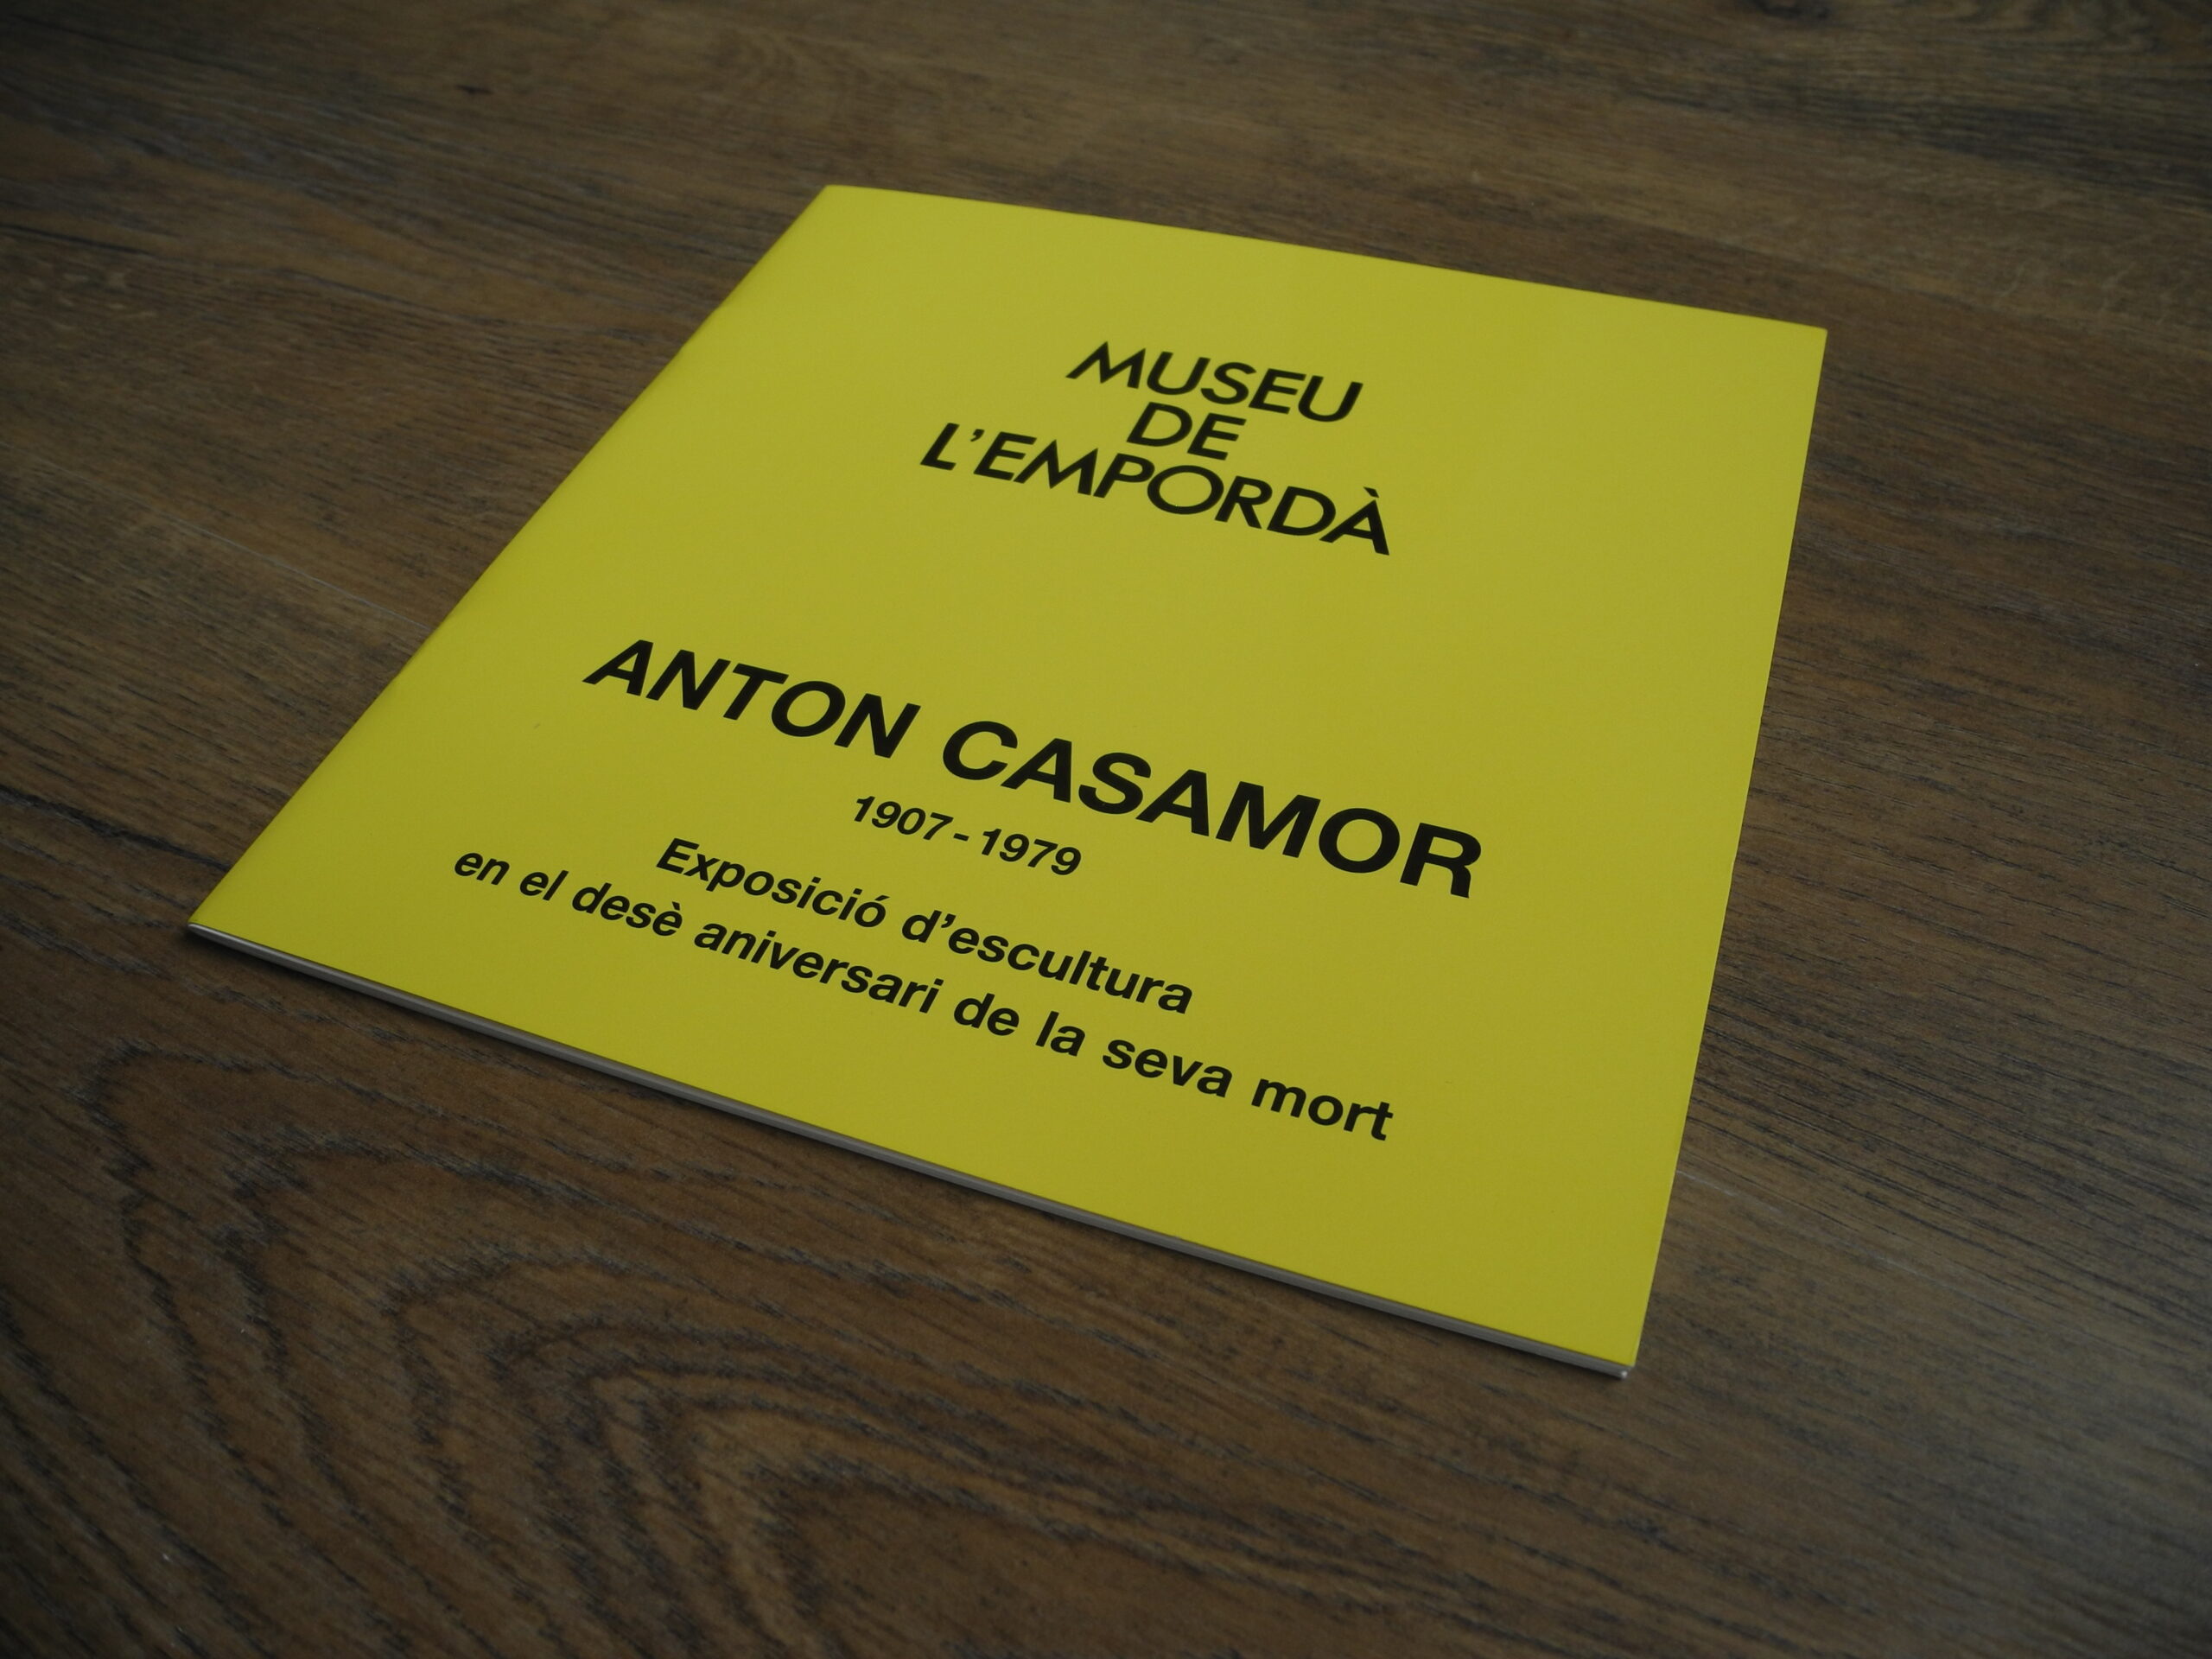 MUSEU
DE
L'EMPORDÀ
ANTON CASAMOR
1907-1979
Exposició d'escultura
en el desè aniversari de la seva mort